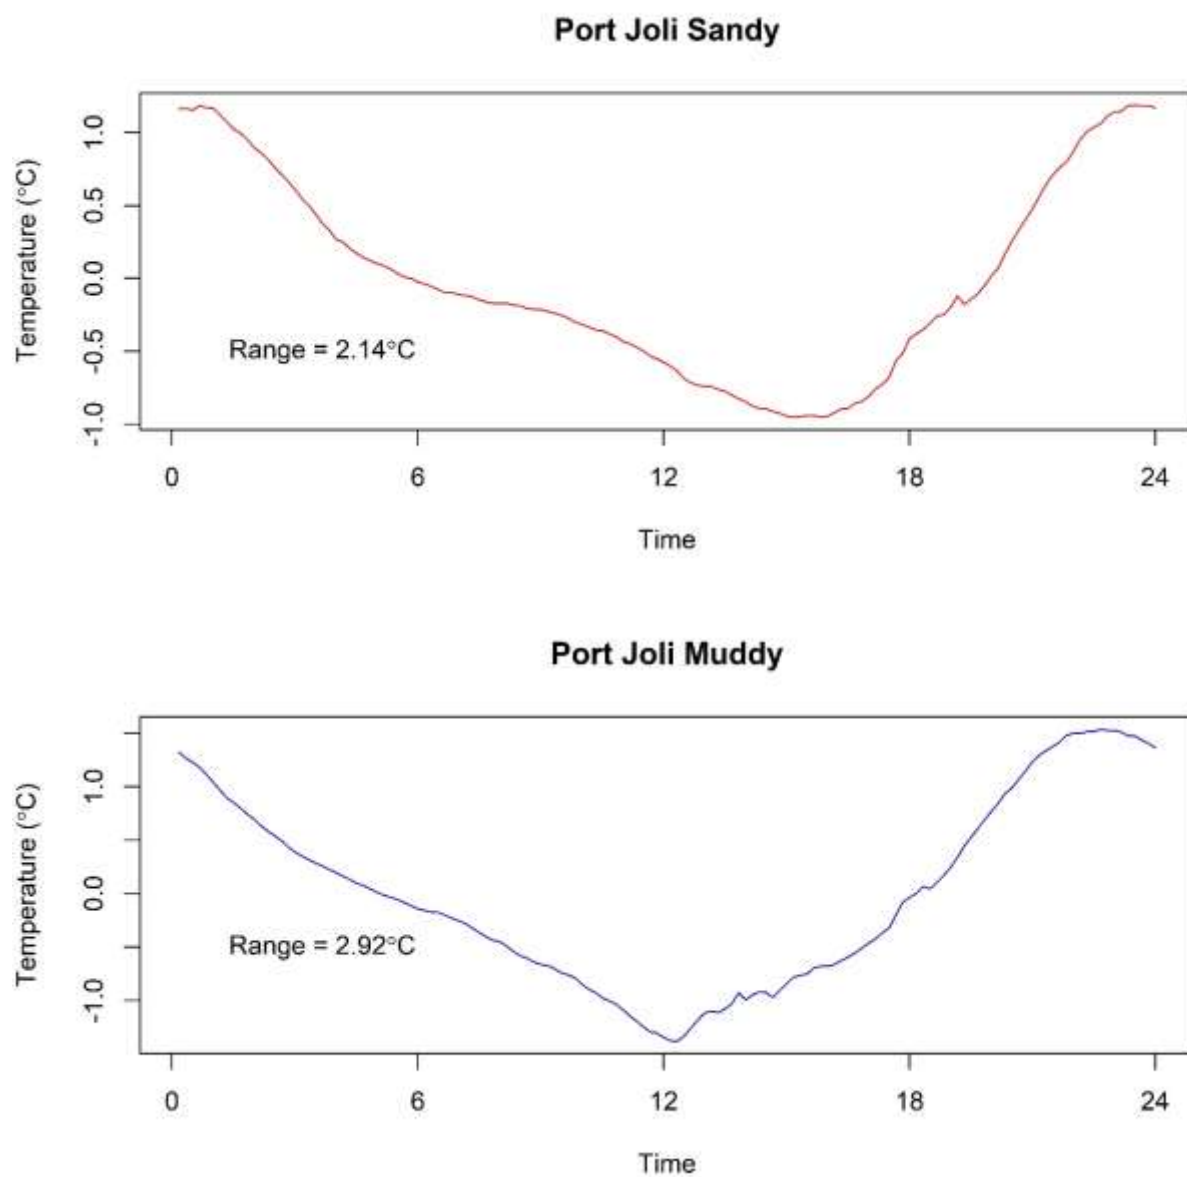 Port Joli Sandy
Temperature (°C)
1.0
0.5
0.0
-0.5
-1.0
Range = 2.14°C
0 6 12 18 24
Time
Port Joli Muddy
Temperature (°C)
1.0
0.0
-1.0
Range = 2.92°C
0 6 12 18 24
Time